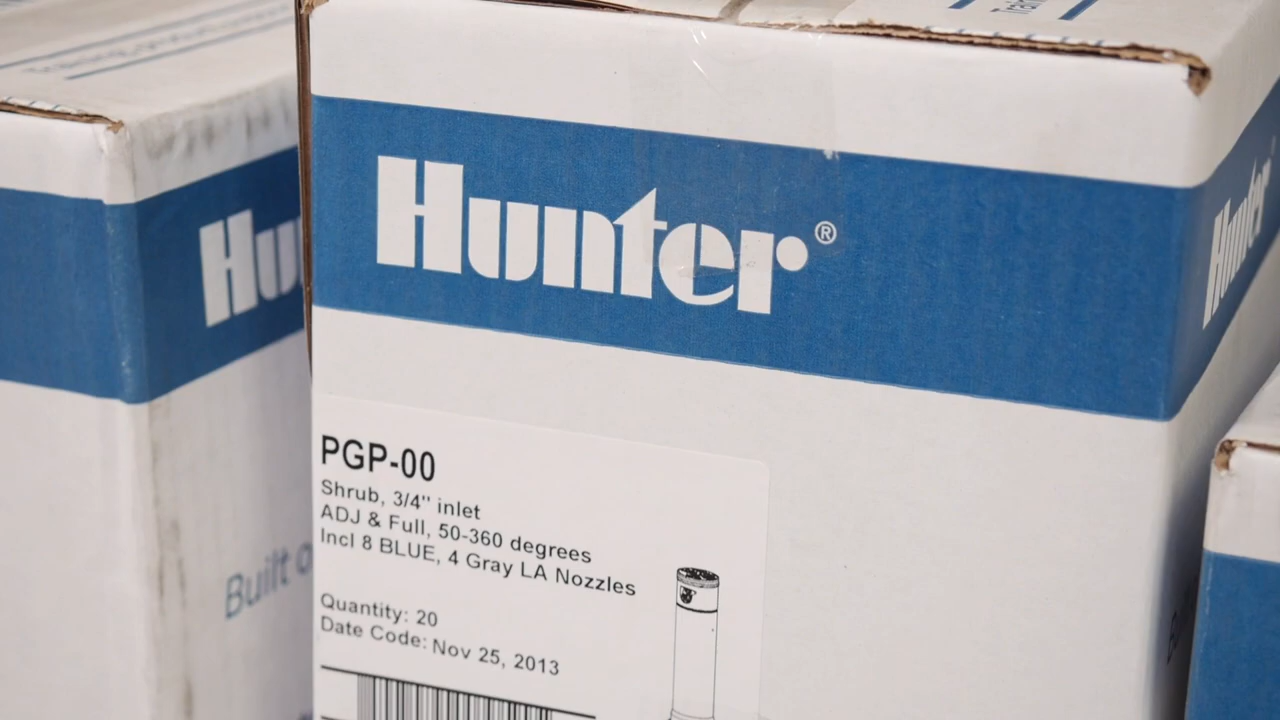 Hunter®
PGP-00
Shrub, 3/4" inlet
ADJ & Full, 50-360 degrees
Incl 8 BLUE, 4 Gray LA Nozzles
Quantity: 20
Date Code: Nov 25, 2013
Hunter
Hu
Built